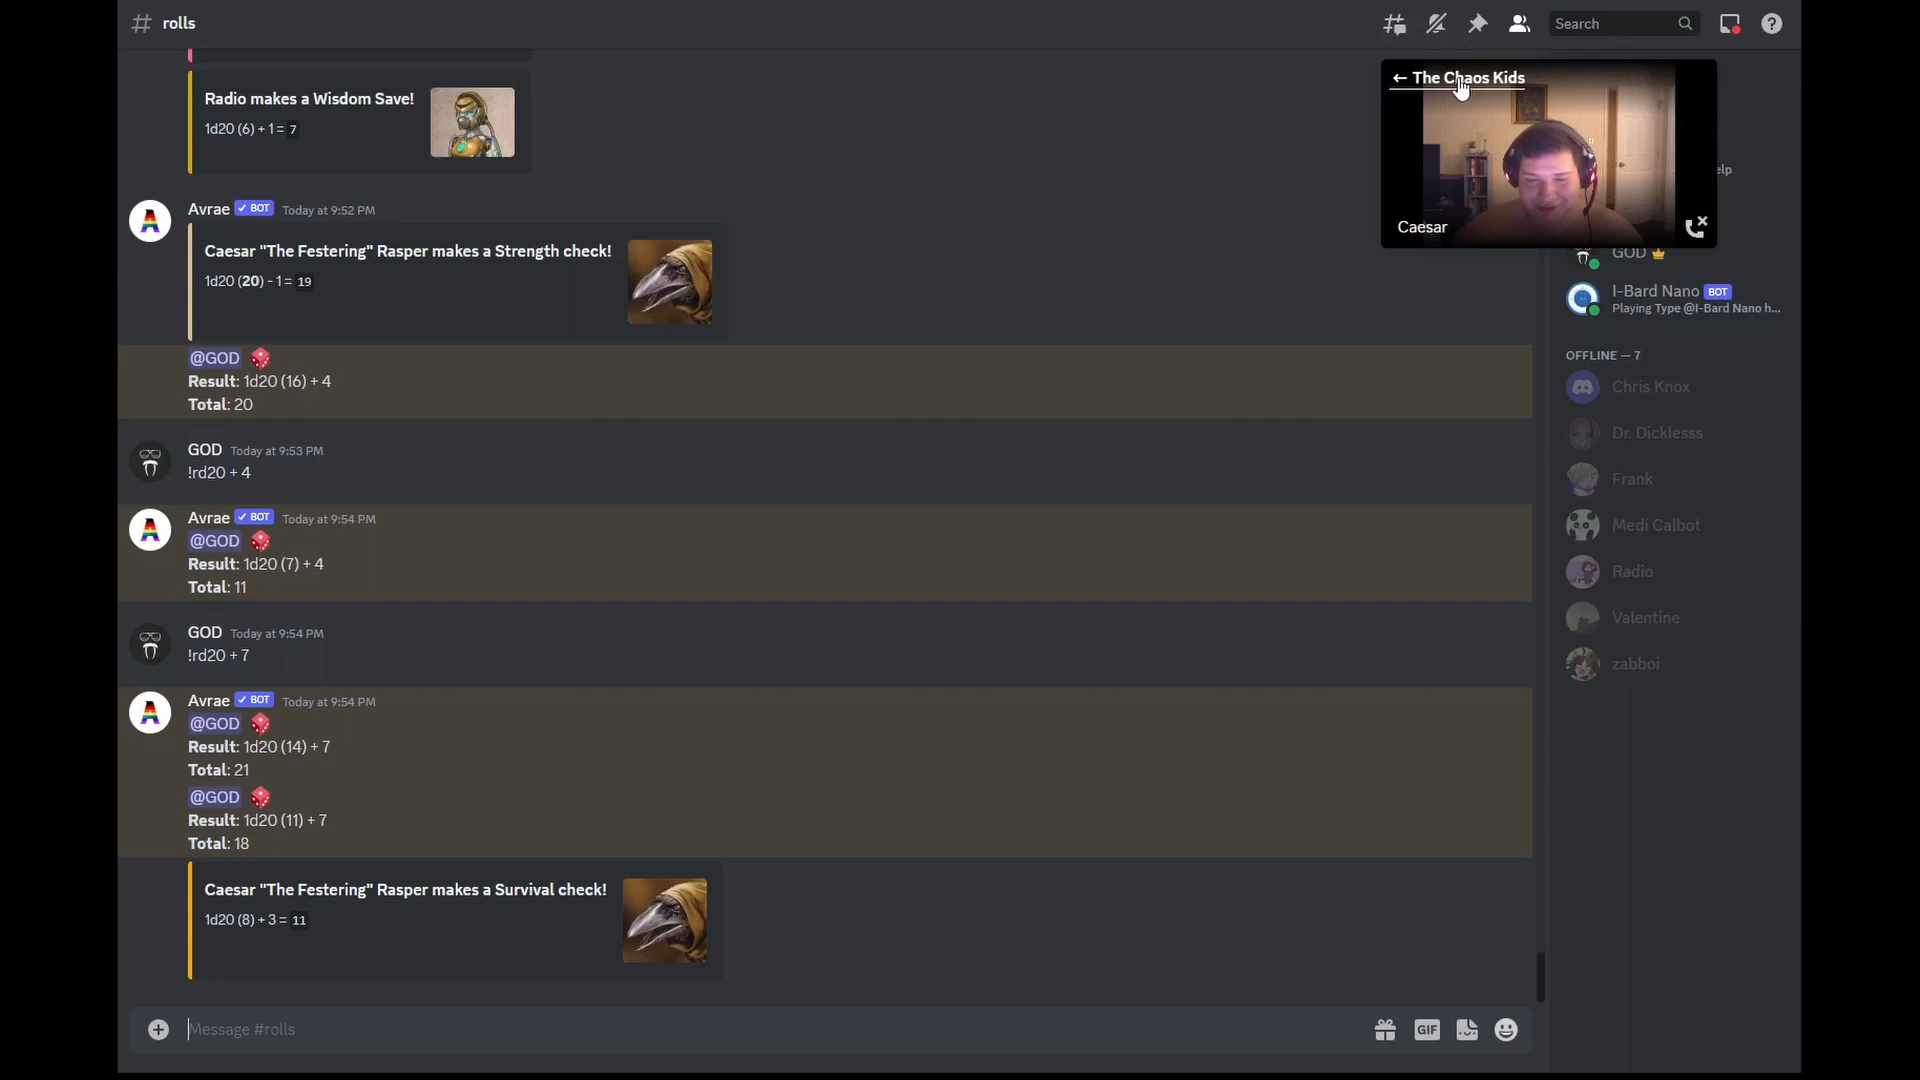 rolls
Search
← The Chaos Kids
Radio makes a Wisdom Save!
1d20 (6) + 1 = 7
Avrae ✓ BOT Today at 9:52 PM
Caesar "The Festering" Rasper makes a Strength check!
1d20 (20) - 1 = 19
@GOD
Result: 1d20 (16) + 4
Total: 20
GOD Today at 9:53 PM
!rd20 + 4
Avrae ✓ BOT Today at 9:54 PM
@GOD
Result: 1d20 (7) + 4
Total: 11
GOD Today at 9:54 PM
!rd20 + 7
Avrae ✓ BOT Today at 9:54 PM
@GOD
Result: 1d20 (14) + 7
Total: 21
@GOD
Result: 1d20 (11) + 7
Total: 18
Caesar "The Festering" Rasper makes a Survival check!
1d20 (8) + 3 = 11
Message #rolls
GIF
Caesar
elp
GOD
I-Bard Nano BOT
Playing Type @I-Bard Nano h...
OFFLINE — 7
Chris Knox
Dr. Dicklesss
Frank
Medi Calbot
Radio
Valentine
zabboi